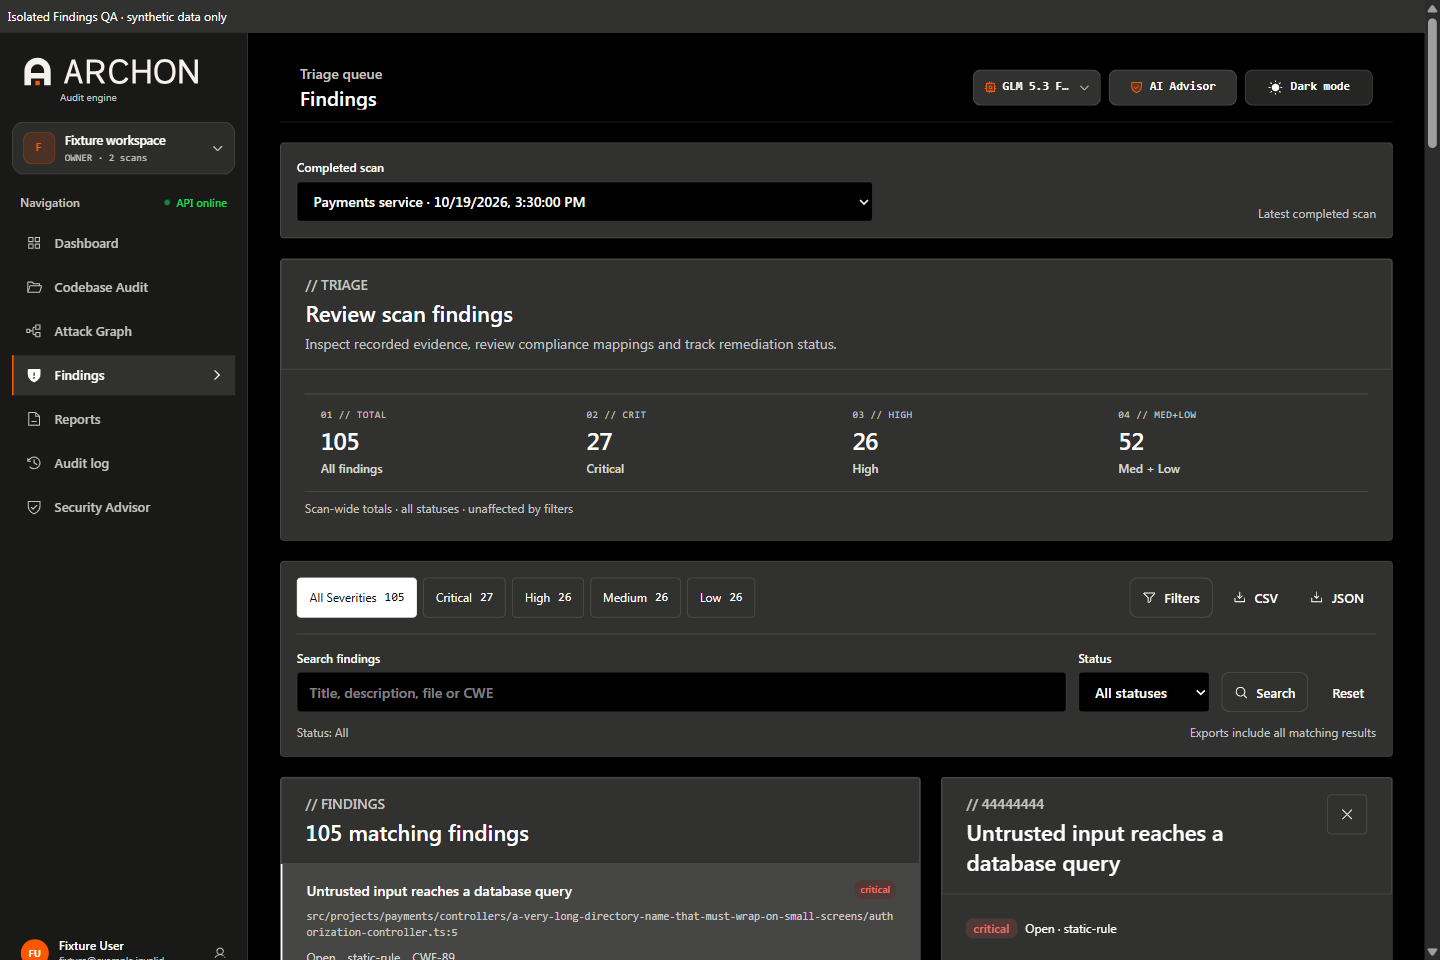 Isolated Findings QA · synthetic data only
ARCHON
Audit engine
F
Fixture workspace
OWNER · 2 scans
Navigation
API online
Dashboard
Codebase Audit
Attack Graph
Findings
Reports
Audit log
Security Advisor
FU
Fixture User
fixture@example.invalid
Triage queue
Findings
GLM 5.3 F…
AI Advisor
Dark mode
Completed scan
Payments service · 10/19/2026, 3:30:00 PM
Latest completed scan
// TRIAGE
Review scan findings
Inspect recorded evidence, review compliance mappings and track remediation status.
01 // TOTAL
105
All findings
02 // CRIT
27
Critical
03 // HIGH
26
High
04 // MED+LOW
52
Med + Low
Scan-wide totals · all statuses · unaffected by filters
All Severities 105
Critical 27
High 26
Medium 26
Low 26
Filters
CSV
JSON
Search findings
Title, description, file or CWE
Status
All statuses
Search
Reset
Status: All
Exports include all matching results
// FINDINGS
105 matching findings
Untrusted input reaches a database query
critical
src/projects/payments/controllers/a-very-long-directory-name-that-must-wrap-on-small-screens/auth
orization-controller.ts:5
Open static-rule CWE-89
// 44444444
Untrusted input reaches a
database query
critical
Open · static-rule